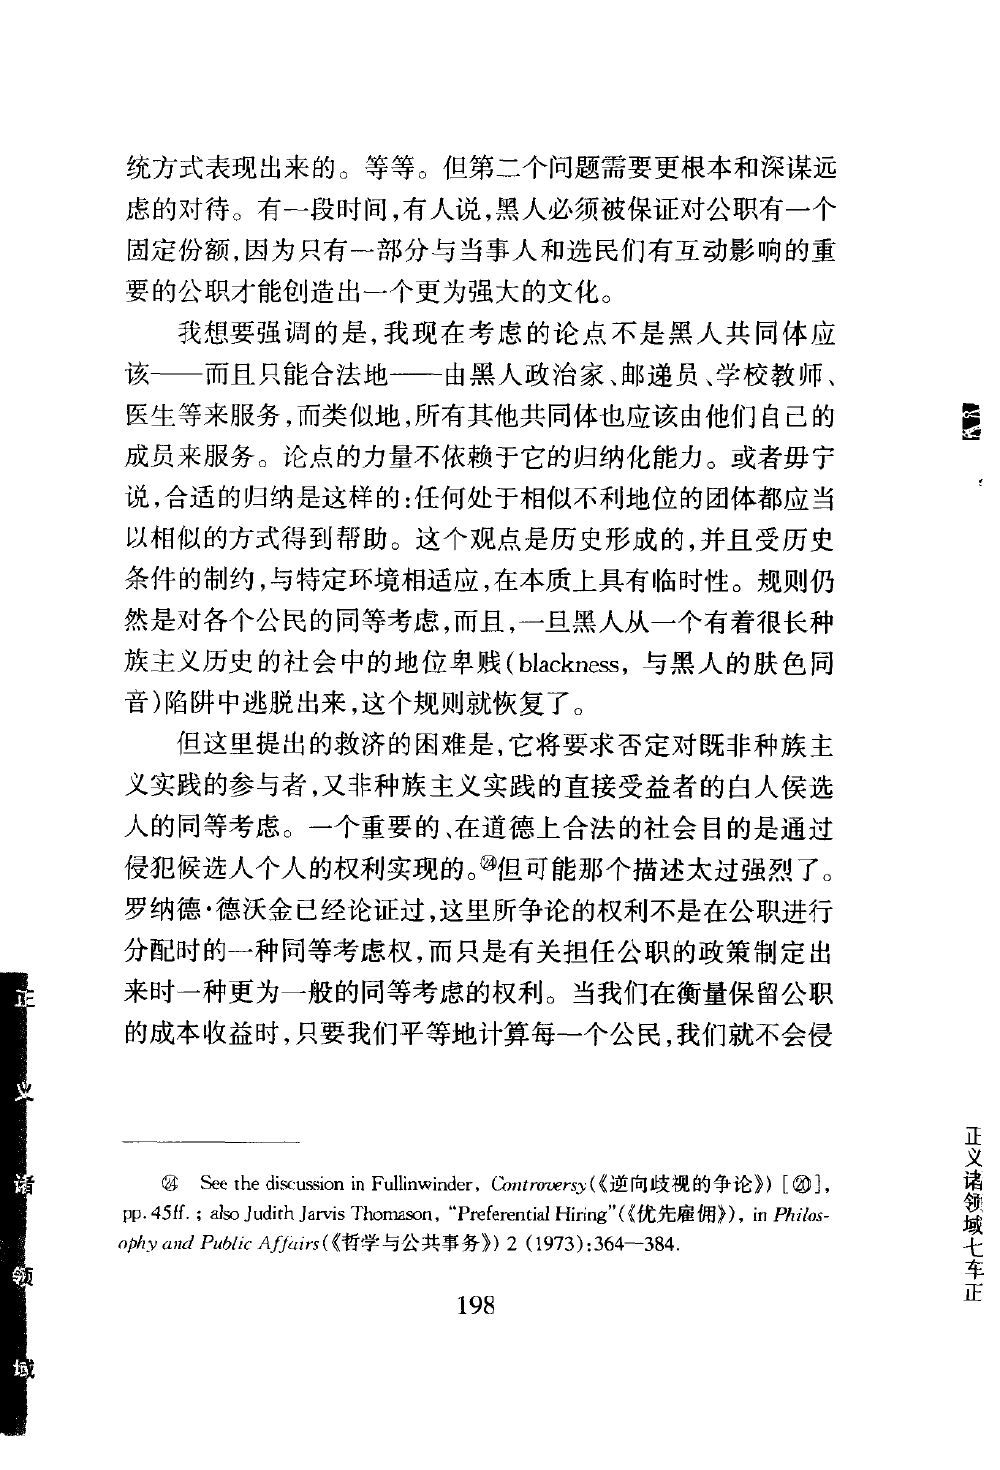 统方式表现出来的。等等。但第二个问题需要更根本和深谋远
虑的对待。有一段时间,有人说,黑人必须被保证对公职有一个
固定份额,因为只有一部分与当事人和选民们有互动影响的重
要的公职才能创造出一个更为强大的文化。
我想要强调的是,我现在考虑的论点不是黑人共同体应
该——而且只能合法地——由黑人政治家、邮递员、学校教师、
医生等来服务,而类似地,所有其他共同体也应该由他们自己的
成员来服务。论点的力量不依赖于它的归纳化能力。或者毋宁
说,合适的归纳是这样的:任何处于相似不利地位的团体都应当
以相似的方式得到帮助。这个观点是历史形成的,并且受历史
条件的制约,与特定环境相适应,在本质上具有临时性。规则仍
然是对各个公民的同等考虑,而且,一旦黑人从一个有着很长种
族主义历史的社会中的地位卑贱(blackness, 与黑人的肤色同
音)陷阱中逃脱出来,这个规则就恢复了。
但这里提出的救济的困难是,它将要求否定对既非种族主
义实践的参与者,又非种族主义实践的直接受益者的白人侯选
人的同等考虑。一个重要的、在道德上合法的社会目的是通过
侵犯候选人个人的权利实现的。㉔但可能那个描述太过强烈了。
罗纳德·德沃金已经论证过,这里所争论的权利不是在公职进行
分配时的一种同等考虑权,而只是有关担任公职的政策制定出
来时一种更为一般的同等考虑的权利。当我们在衡量保留公职
的成本收益时,只要我们平等地计算每一个公民,我们就不会侵
㉔ See the discussion in Fullinwinder, Controversy(《逆向歧视的争论》) [⑳],
pp. 45ff. ; also Judith Jarvis Thomason, “Preferential Hiring”(《优先雇佣》), in Philos-
ophy and Public Affairs(《哲学与公共事务》) 2 (1973):364—384.
198
正义诸领域
正义诸领域七车正